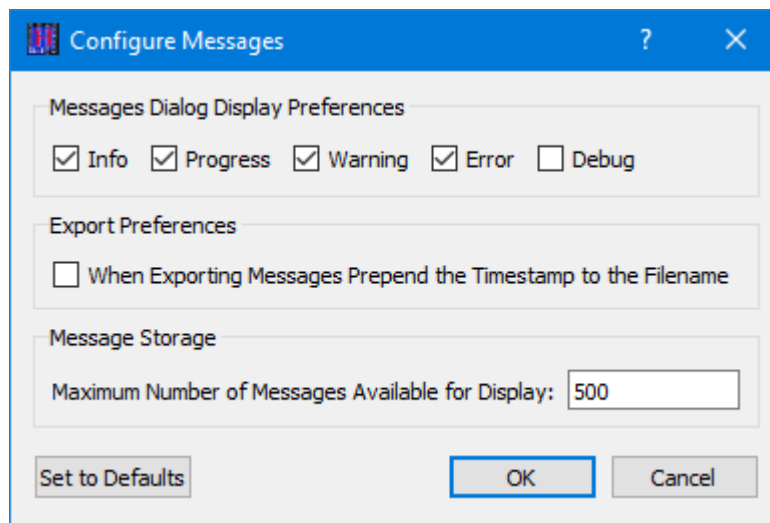 Configure Messages ?
Messages Dialog Display Preferences
Info Progress Warning Error Debug
Export Preferences
When Exporting Messages Prepend the Timestamp to the Filename
Message Storage
Maximum Number of Messages Available for Display: 500
Set to Defaults OK Cancel